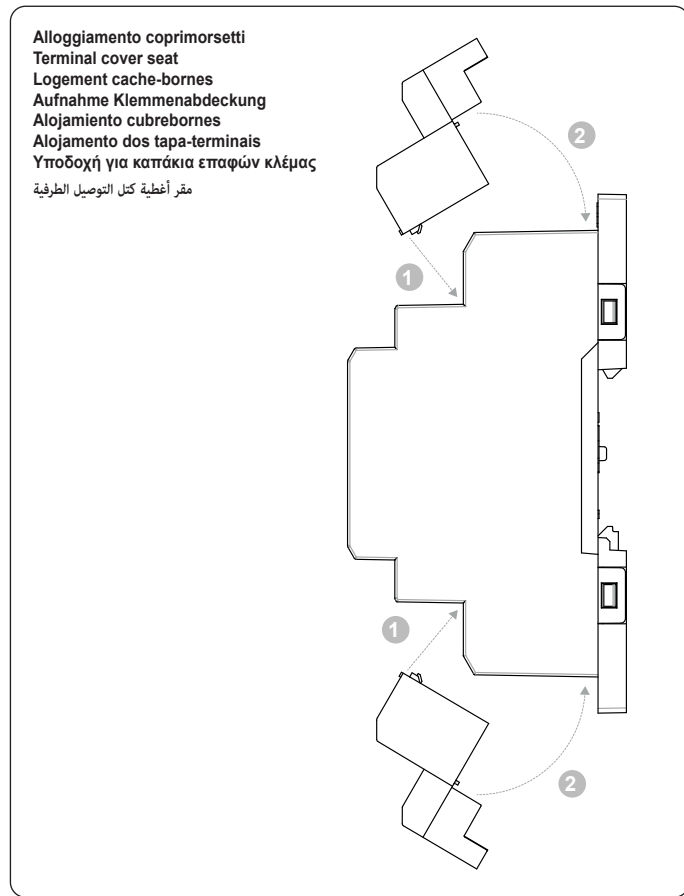 Alloggiamento coprimorsetti
Terminal cover seat
Logement cache-bornes
Aufnahme Klemmenabdeckung
Alojamiento cubrebornes
Alojamento dos tapa-terminais
Υποδοχή για καπάκια επαφών κλέμας
مقر أغطية كتل التوصيل الطرفية
2
1
1
2